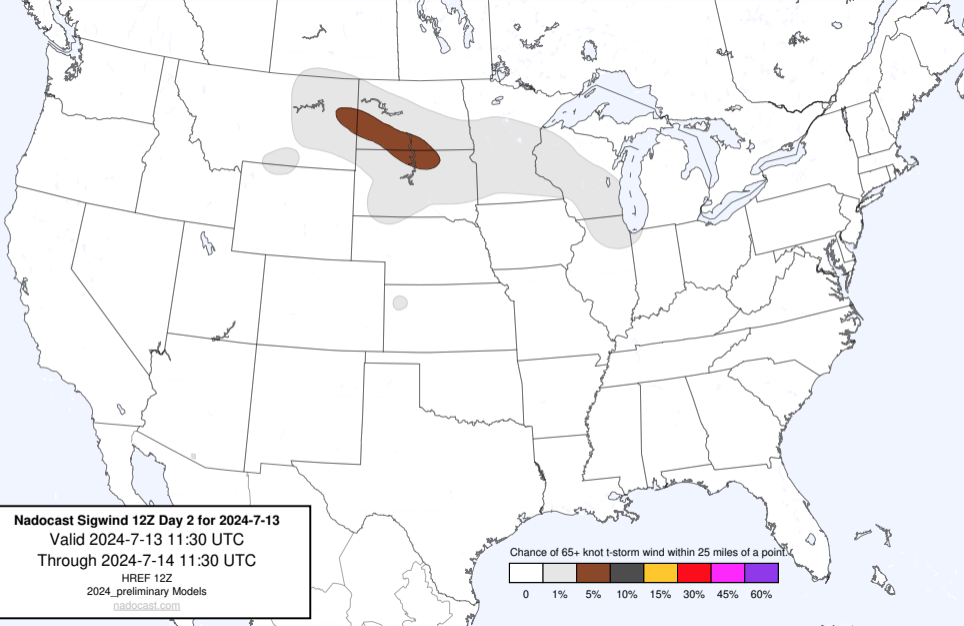 Nadocast Sigwind 12Z Day 2 for 2024-7-13
Valid 2024-7-13 11:30 UTC
Through 2024-7-14 11:30 UTC
HREF 12Z
2024_preliminary Models
nadocast.com
Chance of 65+ knot t-storm wind within 25 miles of a point.
0 1% 5% 10% 15% 30% 45% 60%